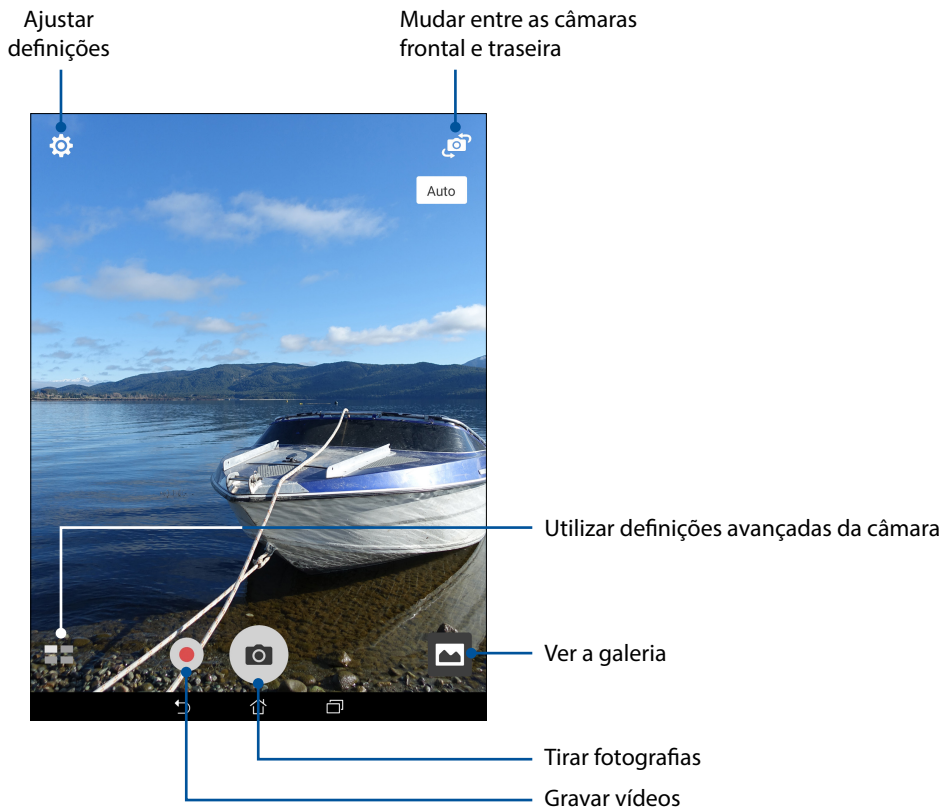 Ajustar
definições
Mudar entre as câmaras
frontal e traseira
Auto
Utilizar definições avançadas da câmara
Ver a galeria
Tirar fotografias
Gravar vídeos